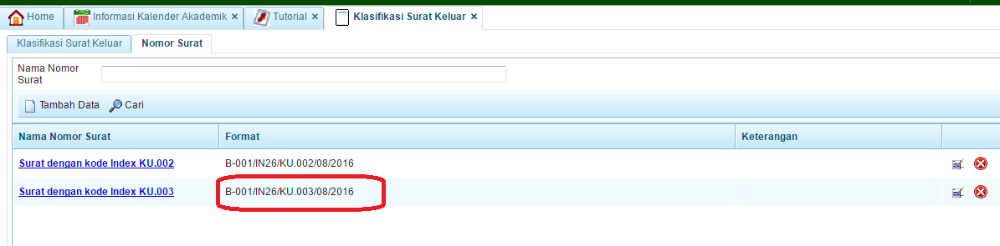 Home Informasi Kalender Akademik × Tutorial × Klasifikasi Surat Keluar ×
Klasifikasi Surat Keluar Nomor Surat
Nama Nomor
Surat
Tambah Data Cari
Nama Nomor Surat Format Keterangan
Surat dengan kode Index KU.002 B-001/IN26/KU.002/08/2016
Surat dengan kode Index KU.003 B-001/IN26/KU.003/08/2016